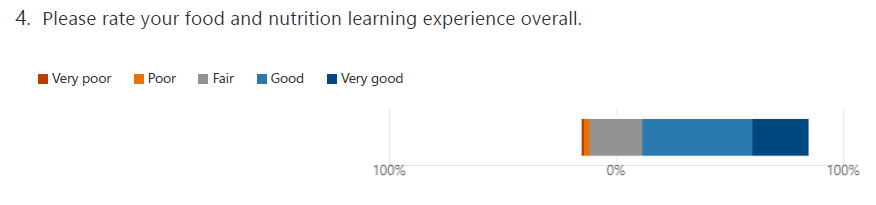 4. Please rate your food and nutrition learning experience overall.
Very poor Poor Fair Good Very good
100% 0% 100%